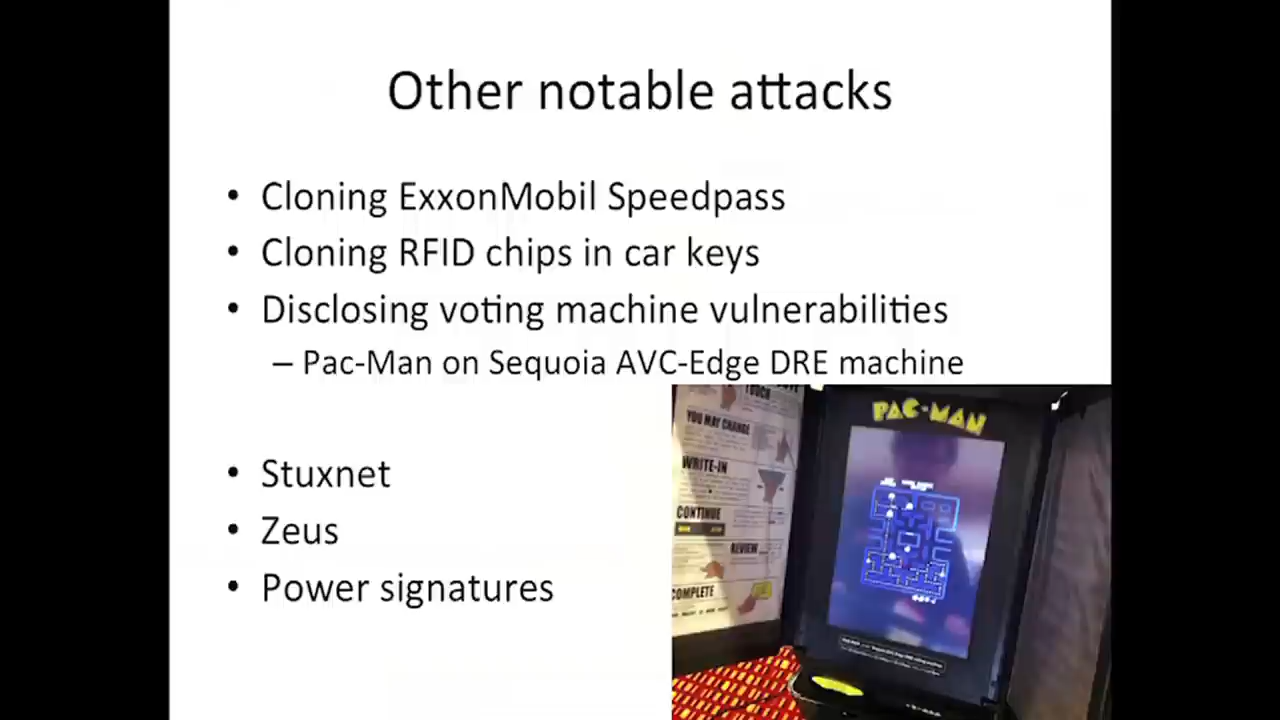 Other notable attacks
• Cloning ExxonMobil Speedpass
• Cloning RFID chips in car keys
• Disclosing voting machine vulnerabilities
– Pac-Man on Sequoia AVC-Edge DRE machine
• Stuxnet
• Zeus
• Power signatures
TOUCH
YOU MAY CHANGE
WRITE-IN
CONTINUE
REVIEW
COMPLETE
PAC-MAN